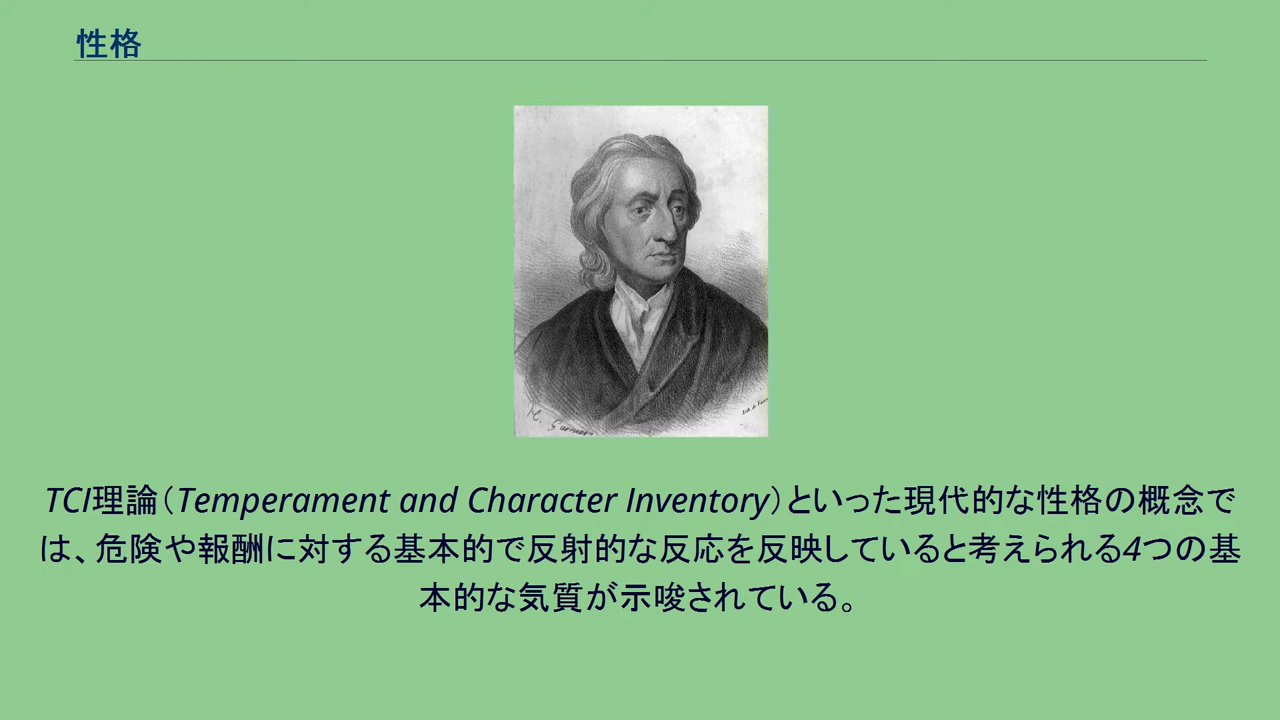 性格
TCI理論（Temperament and Character Inventory）といった現代的な性格の概念で
は、危険や報酬に対する基本的で反射的な反応を反映していると考えられる4つの基
本的な気質が示唆されている。